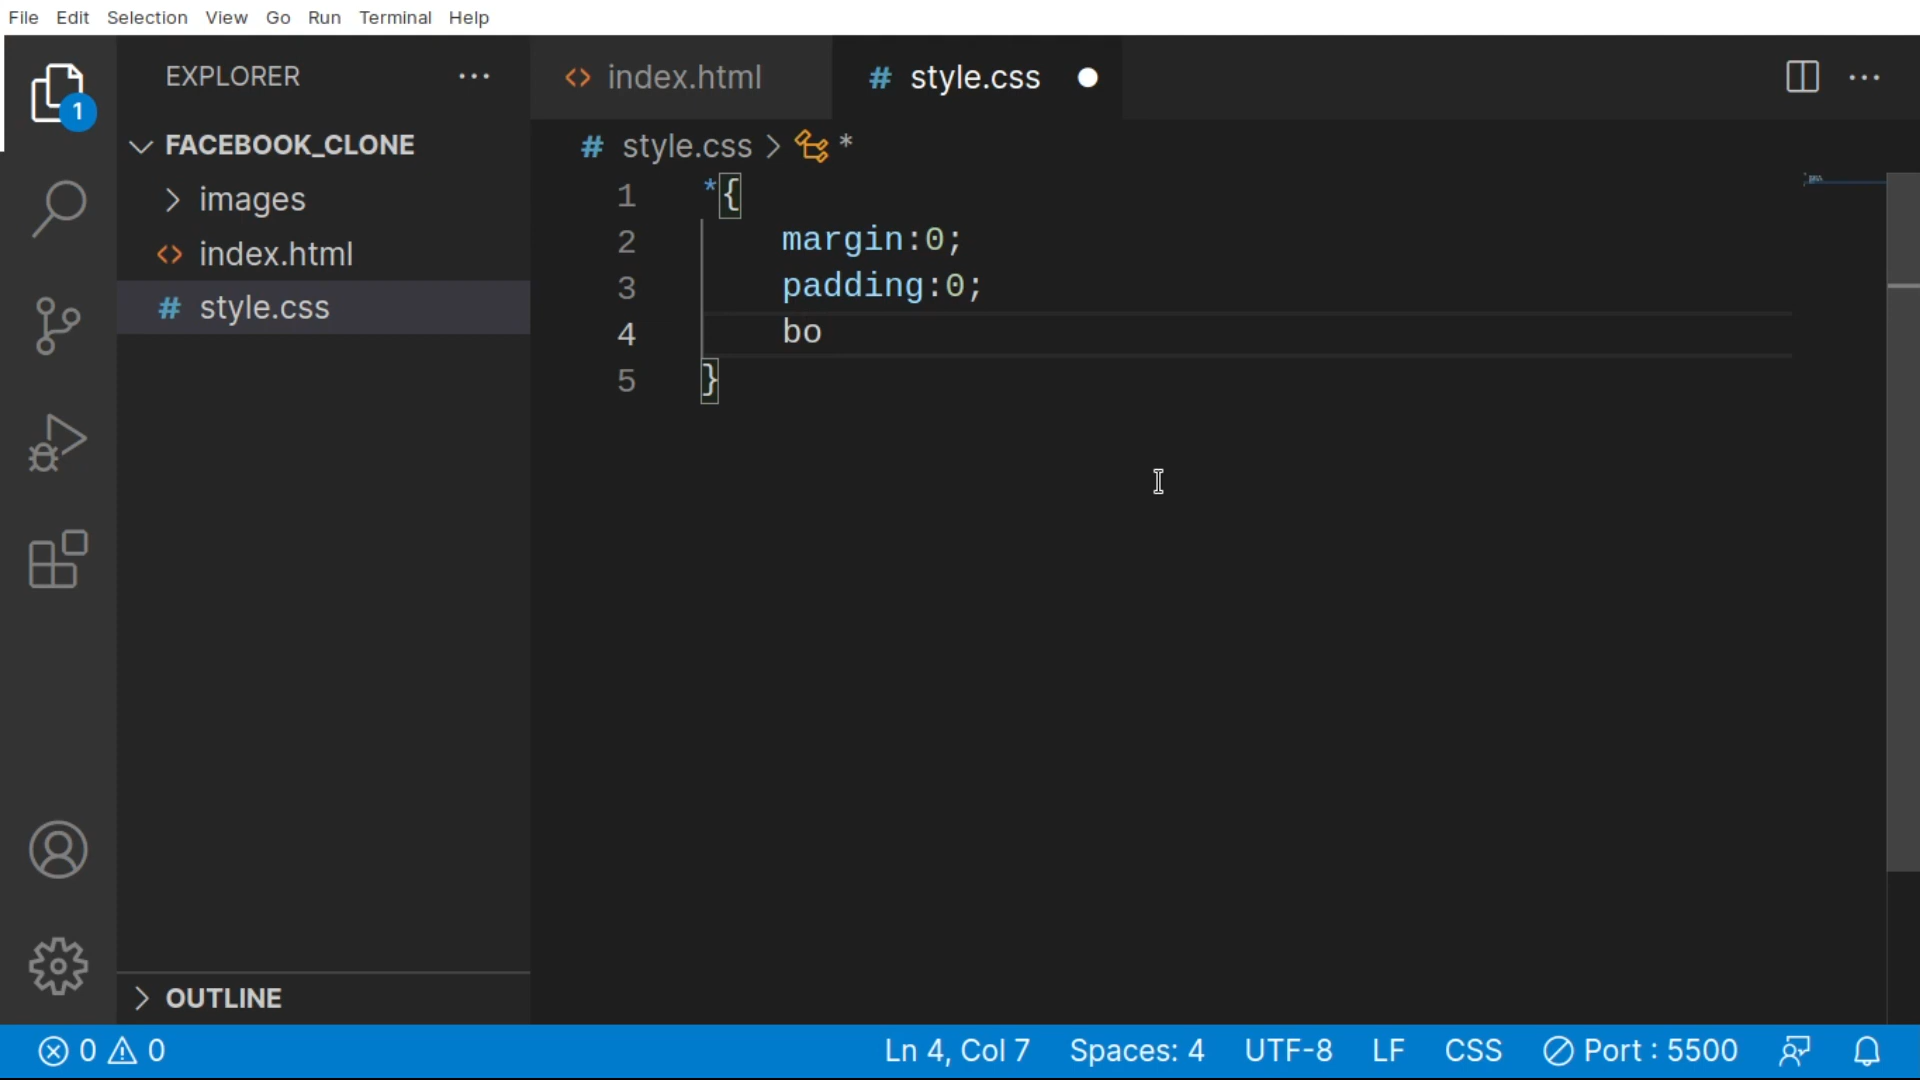 File Edit Selection View Go Run Terminal Help
1
EXPLORER
FACEBOOK_CLONE
images
index.html
style.css
OUTLINE
index.html
style.css
style.css > *
1 *{
2 margin:0;
3 padding:0;
4 bo
5 }
0 0 Ln 4, Col 7 Spaces: 4 UTF-8 LF CSS Port : 5500